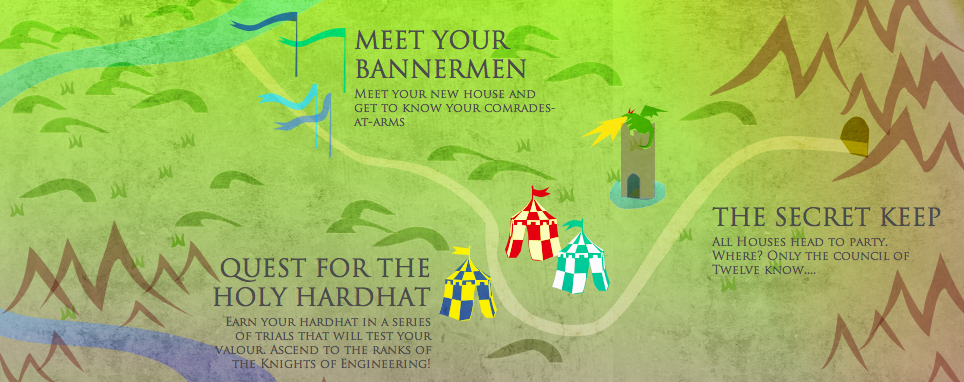 MEET YOUR
BANNERMEN
Meet your new house and
get to know your comrades-
at-arms
QUEST FOR THE
HOLY HARDHAT
Earn your hardhat in a series
of trials that will test your
valour. Ascend to the ranks of
the Knights of Engineering!
THE SECRET KEEP
All Houses head to party.
Where? Only the council of
Twelve know....